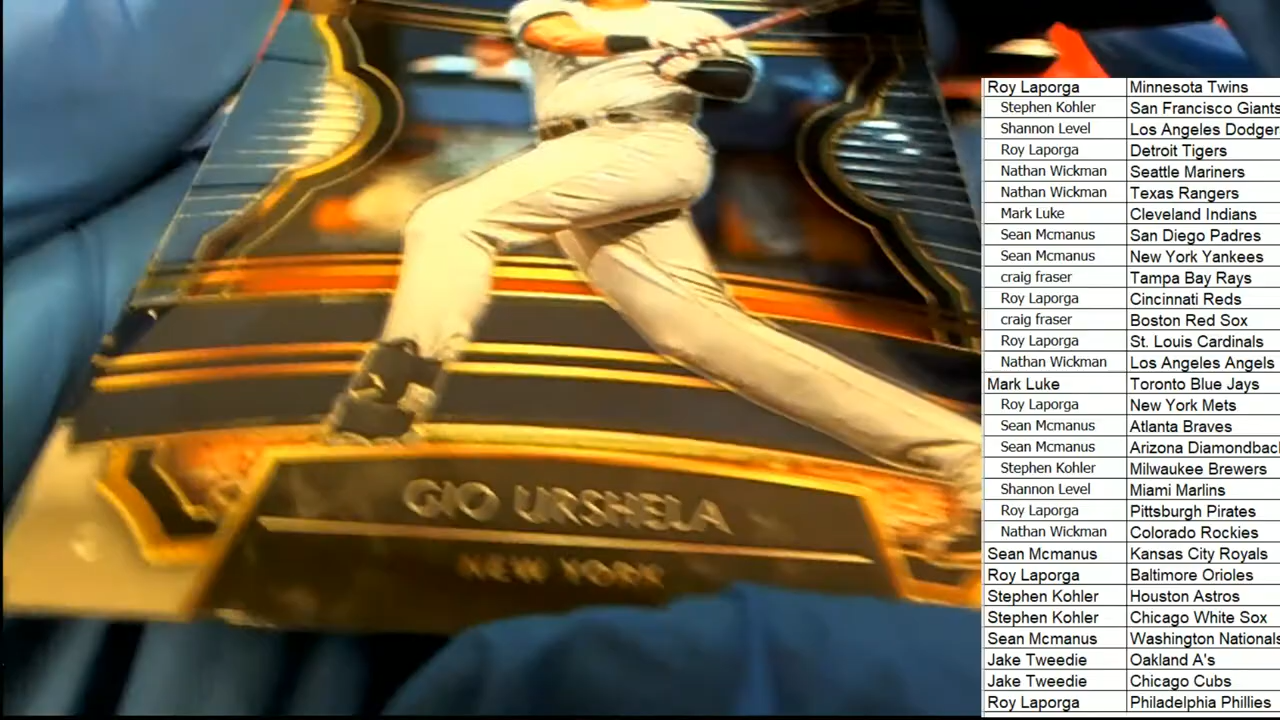 GIO URSHELA
NEW YORK
Roy Laporga Minnesota Twins
Stephen Kohler San Francisco Giants
Shannon Level Los Angeles Dodger
Roy Laporga Detroit Tigers
Nathan Wickman Seattle Mariners
Nathan Wickman Texas Rangers
Mark Luke Cleveland Indians
Sean Mcmanus San Diego Padres
Sean Mcmanus New York Yankees
craig fraser Tampa Bay Rays
Roy Laporga Cincinnati Reds
craig fraser Boston Red Sox
Roy Laporga St. Louis Cardinals
Nathan Wickman Los Angeles Angels
Mark Luke Toronto Blue Jays
Roy Laporga New York Mets
Sean Mcmanus Atlanta Braves
Sean Mcmanus Arizona Diamondbac
Stephen Kohler Milwaukee Brewers
Shannon Level Miami Marlins
Roy Laporga Pittsburgh Pirates
Nathan Wickman Colorado Rockies
Sean Mcmanus Kansas City Royals
Roy Laporga Baltimore Orioles
Stephen Kohler Houston Astros
Stephen Kohler Chicago White Sox
Sean Mcmanus Washington Nationals
Jake Tweedie Oakland A's
Jake Tweedie Chicago Cubs
Roy Laporga Philadelphia Phillies